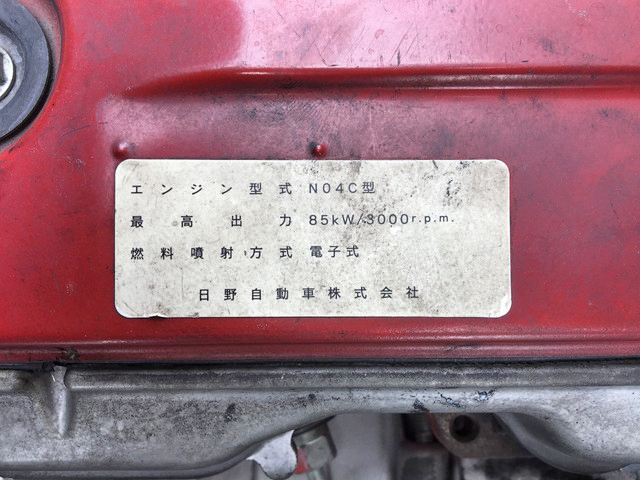 エンジン型式 N04C型
最高出力 85kW/3000r.p.m.
燃料噴射方式 電子式
日野自動車株式会社